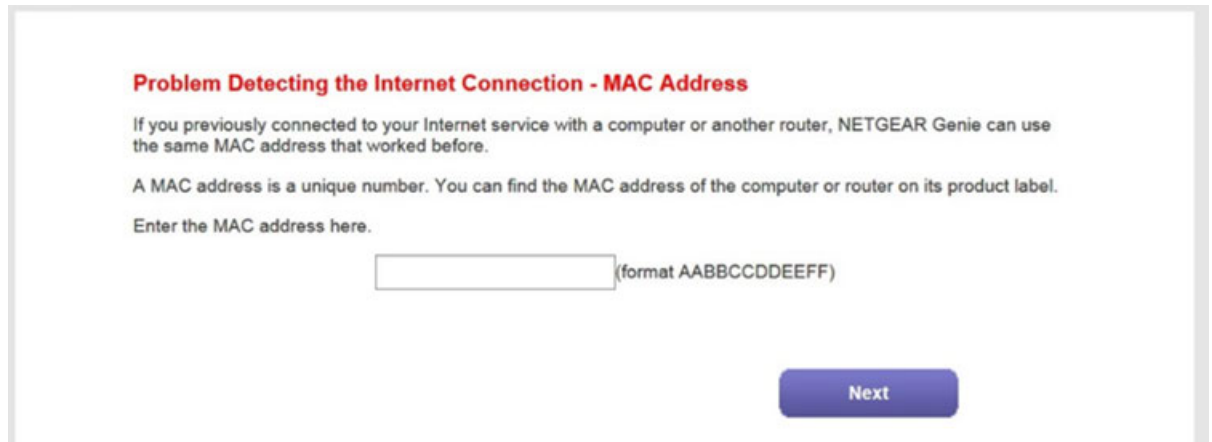 Problem Detecting the Internet Connection - MAC Address
If you previously connected to your Internet service with a computer or another router, NETGEAR Genie can use
the same MAC address that worked before.
A MAC address is a unique number. You can find the MAC address of the computer or router on its product label.
Enter the MAC address here.
(format AABBCCDDEEFF)
Next